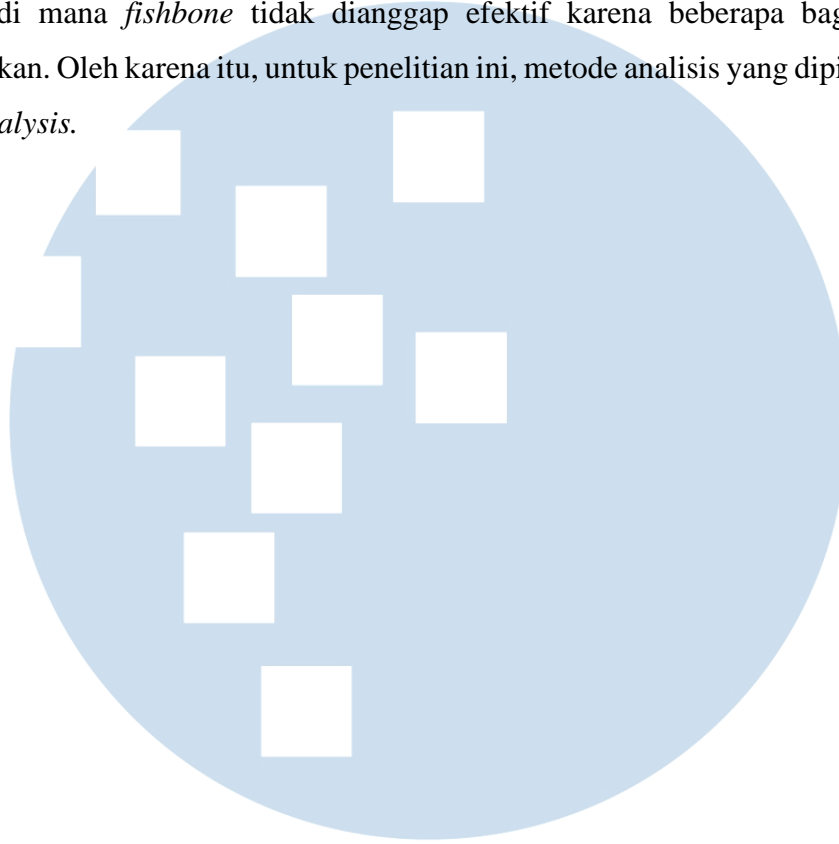 di mana fishbone tidak dianggap efektif karena beberapa bag
kan. Oleh karena itu, untuk penelitian ini, metode analisis yang dipi
alysis.